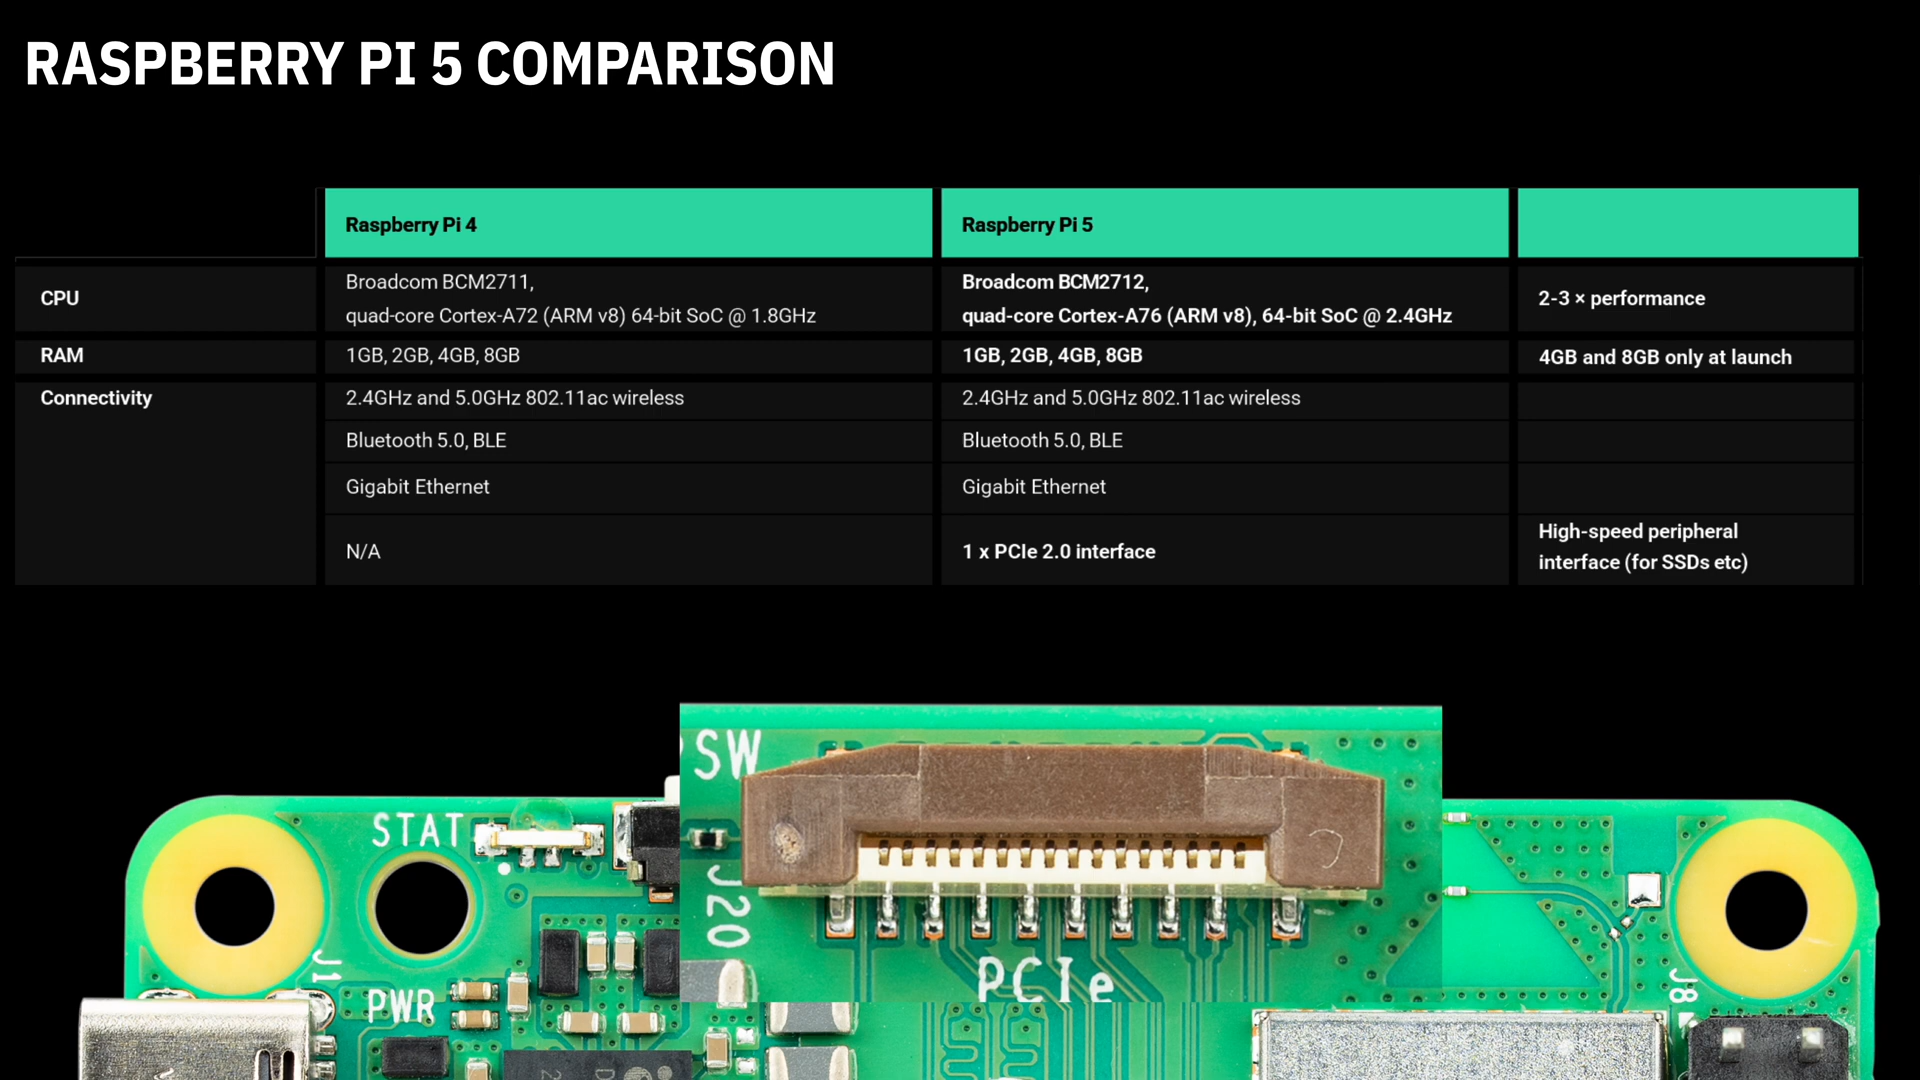 RASPBERRY PI 5 COMPARISON
Raspberry Pi 4
Raspberry Pi 5
CPU
Broadcom BCM2711,
quad-core Cortex-A72 (ARM v8) 64-bit SoC @ 1.8GHz
Broadcom BCM2712,
quad-core Cortex-A76 (ARM v8), 64-bit SoC @ 2.4GHz
2-3 × performance
RAM
1GB, 2GB, 4GB, 8GB
1GB, 2GB, 4GB, 8GB
4GB and 8GB only at launch
Connectivity
2.4GHz and 5.0GHz 802.11ac wireless
2.4GHz and 5.0GHz 802.11ac wireless
Bluetooth 5.0, BLE
Bluetooth 5.0, BLE
Gigabit Ethernet
Gigabit Ethernet
N/A
1 x PCIe 2.0 interface
High-speed peripheral
interface (for SSDs etc)
SW
STAT
J20
PCIe
J1
PWR
J8